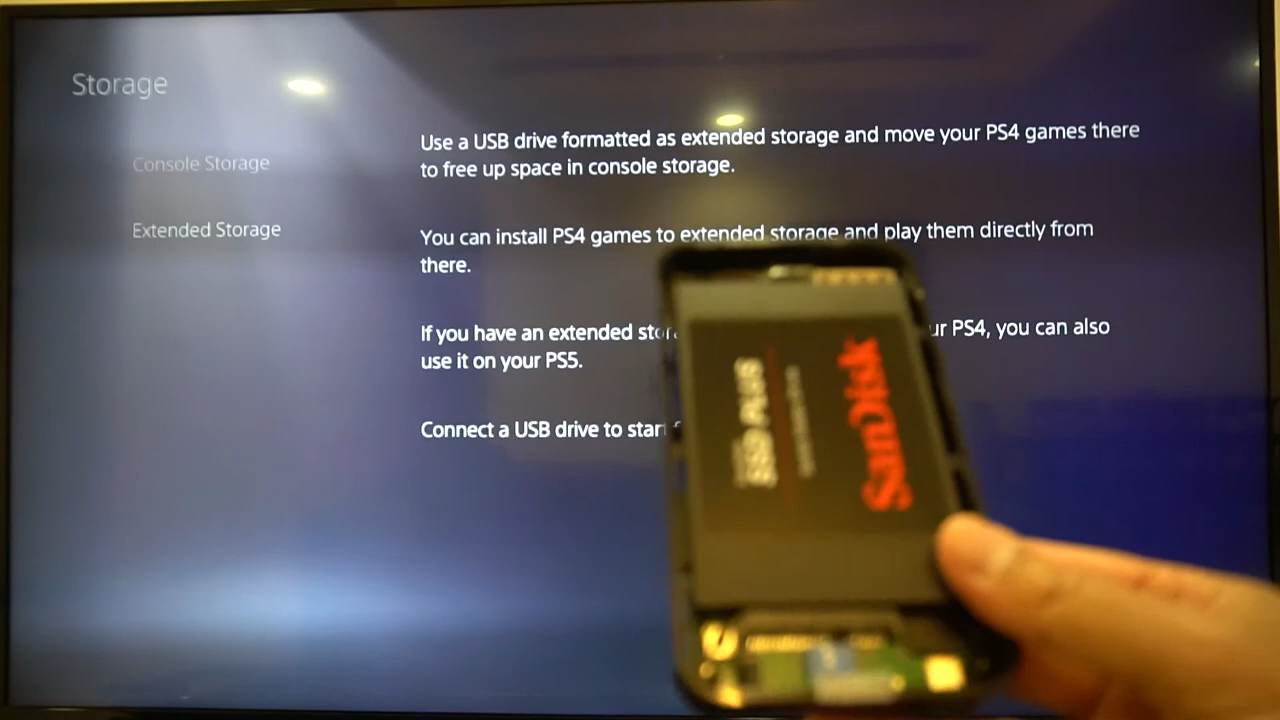 Storage
Console Storage
Extended Storage
Use a USB drive formatted as extended storage and move your PS4 games there
to free up space in console storage.
You can install PS4 games to extended storage and play them directly from
there.
If you have an extended ur PS4, you can also
use it on your PS5.
Connect a USB drive to start
SSD PLUS
SanDisk